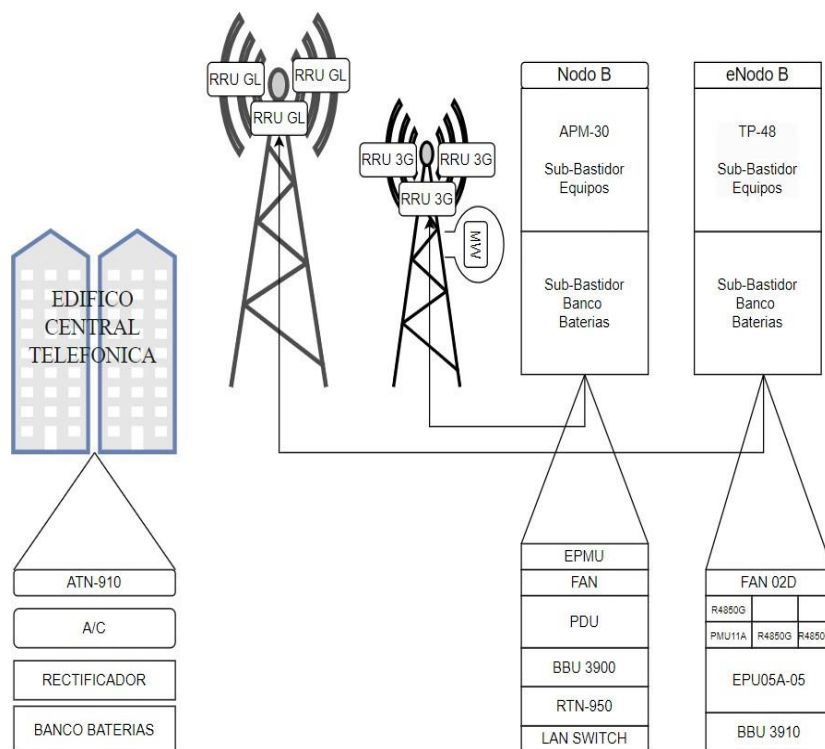 RRU GL
RRU GL
RRU GL
RRU 3G
RRU 3G
RRU 3G
MW
Nodo B
APM-30
Sub-Bastidor
Equipos
Sub-Bastidor
Banco
Baterias
eNodo B
TP-48
Sub-Bastidor
Equipos
Sub-Bastidor
Banco
Baterias
EDIFICO
CENTRAL
TELEFONICA
ATN-910
A/C
RECTIFICADOR
BANCO BATERIAS
EPMU
FAN
PDU
BBU 3900
RTN-950
LAN SWITCH
FAN 02D
R4850G
PMU11A
R4850G
R4850
EPU05A-05
BBU 3910